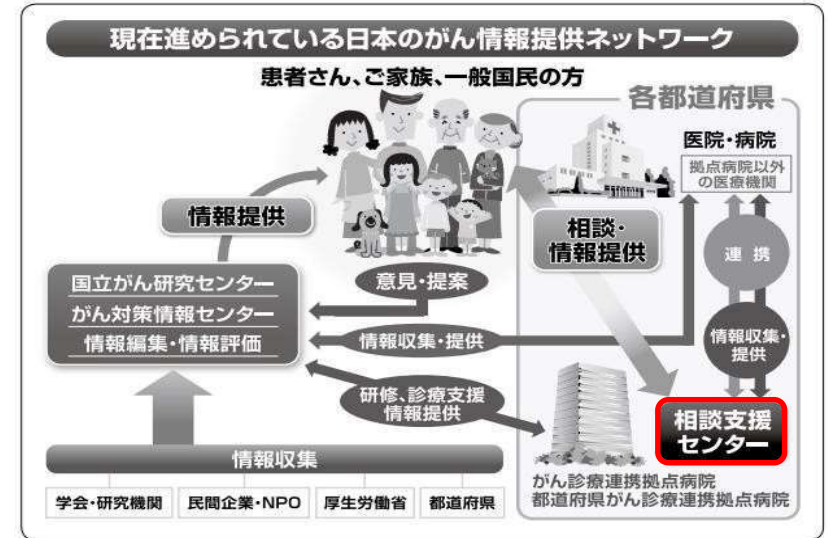 現在進められている日本のがん情報提供ネットワーク
患者さん、ご家族、一般国民の方
各都道府県
医院・病院
拠点病院以外
の医療機関
情報提供
相談・
情報提供
連携
国立がん研究センター
がん対策情報センター
情報編集・情報評価
意見・提案
情報収集・提供
情報収集・
提供
研修、診療支援
情報提供
相談支援
センター
情報収集
がん診療連携拠点病院
都道府県がん診療連携拠点病院
学会・研究機関
民間企業・NPO
厚生労働省
都道府県